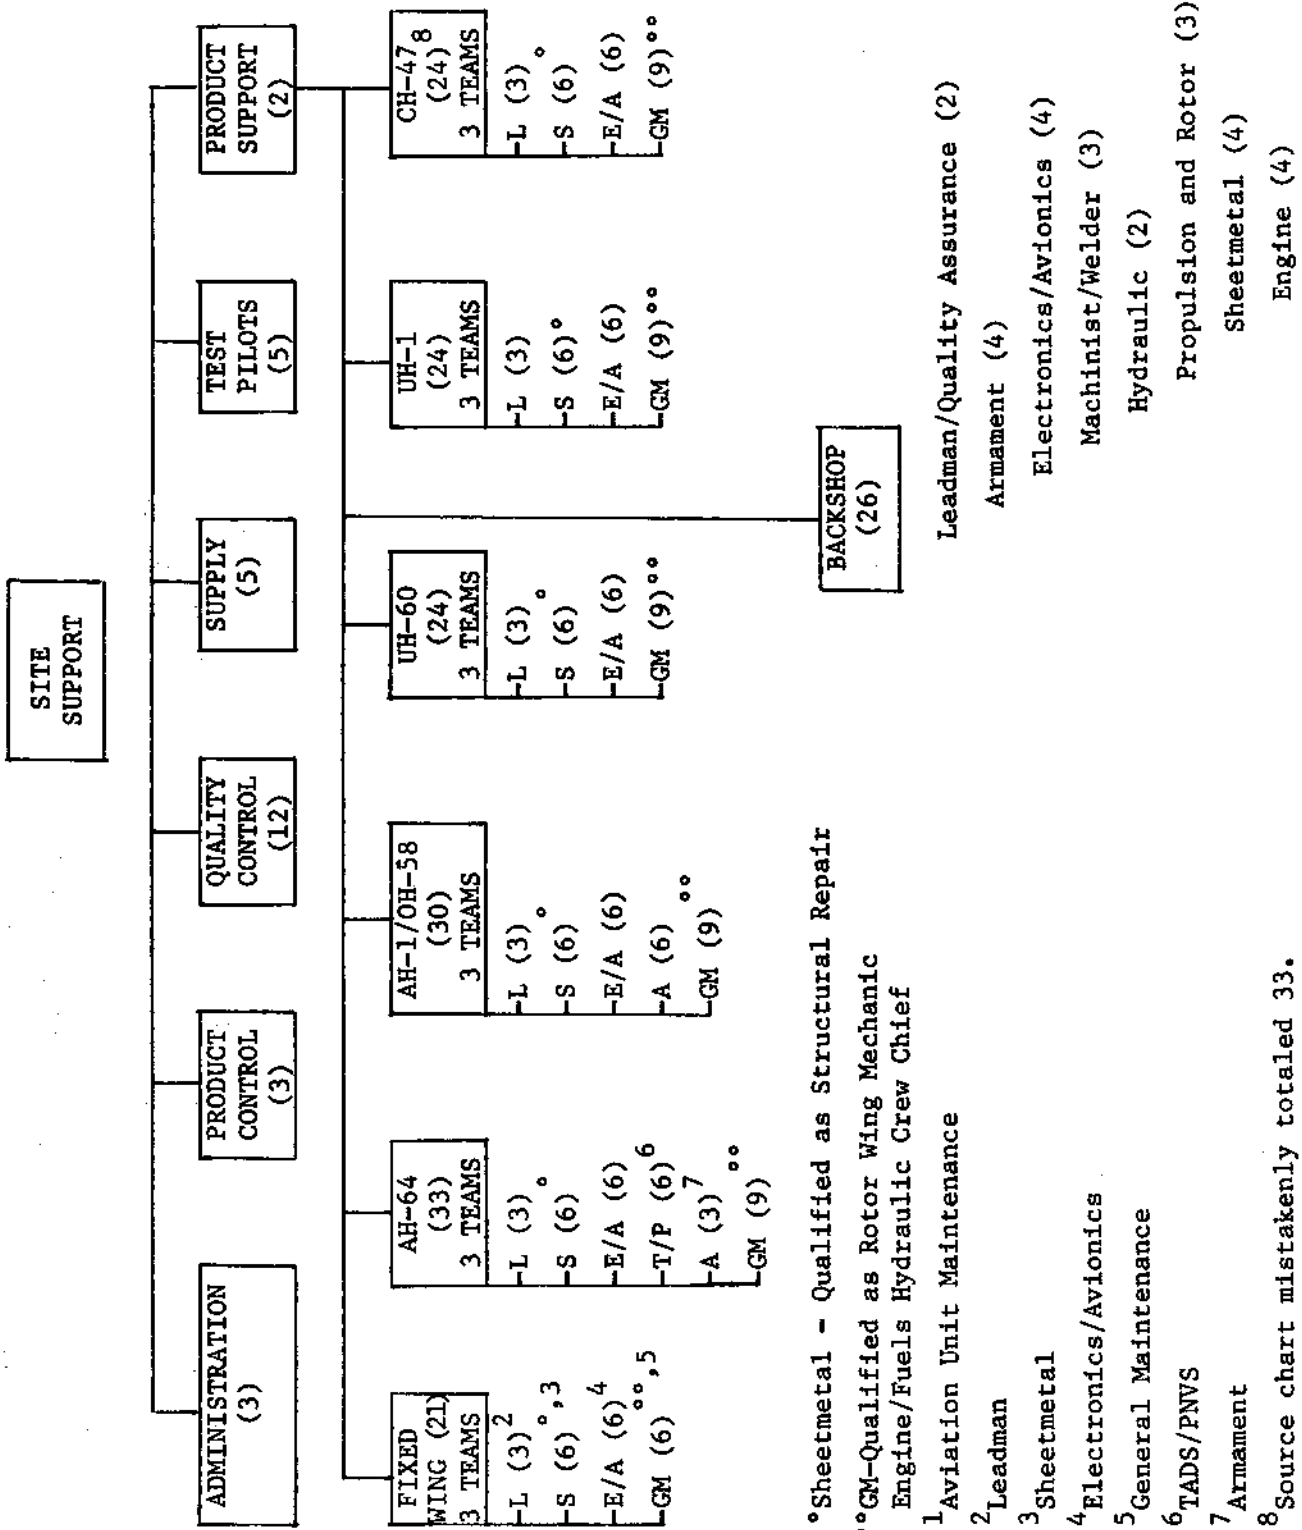 SITE
SUPPORT
ADMINISTRATION
(3)
PRODUCT
CONTROL
(3)
QUALITY
CONTROL
(12)
SUPPLY
(5)
TEST
PILOTS
(5)
PRODUCT
SUPPORT
(2)
FIXED
WING (21)
3 TEAMS
L (3)²
S (6)°,³
E/A (6)⁴
GM (6)°°,⁵
AH-64
(33)
3 TEAMS
L (3)
S (6)°
E/A (6)
T/P (6)⁶
A (3)⁷
GM (9)°°
AH-1/OH-58
(30)
3 TEAMS
L (3)
S (6)°
E/A (6)
A (6)
GM (9)°°
UH-60
(24)
3 TEAMS
L (3)
S (6)°
E/A (6)
GM (9)°°
UH-1
(24)
3 TEAMS
L (3)
S (6)°
E/A (6)
GM (9)°°
CH-47⁸
(24)
3 TEAMS
L (3)
S (6)°
E/A (6)
GM (9)°°
BACKSHOP
(26)
Leadman/Quality Assurance (2)
Armament (4)
Electronics/Avionics (4)
Machinist/Welder (3)
Hydraulic (2)
Propulsion and Rotor (3)
Sheetmetal (4)
Engine (4)
°Sheetmetal - Qualified as Structural Repair
°°GM-Qualified as Rotor Wing Mechanic
Engine/Fuels Hydraulic Crew Chief
¹Aviation Unit Maintenance
²Leadman
³Sheetmetal
⁴Electronics/Avionics
⁵General Maintenance
⁶TADS/PNVS
⁷Armament
⁸Source chart mistakenly totaled 33.